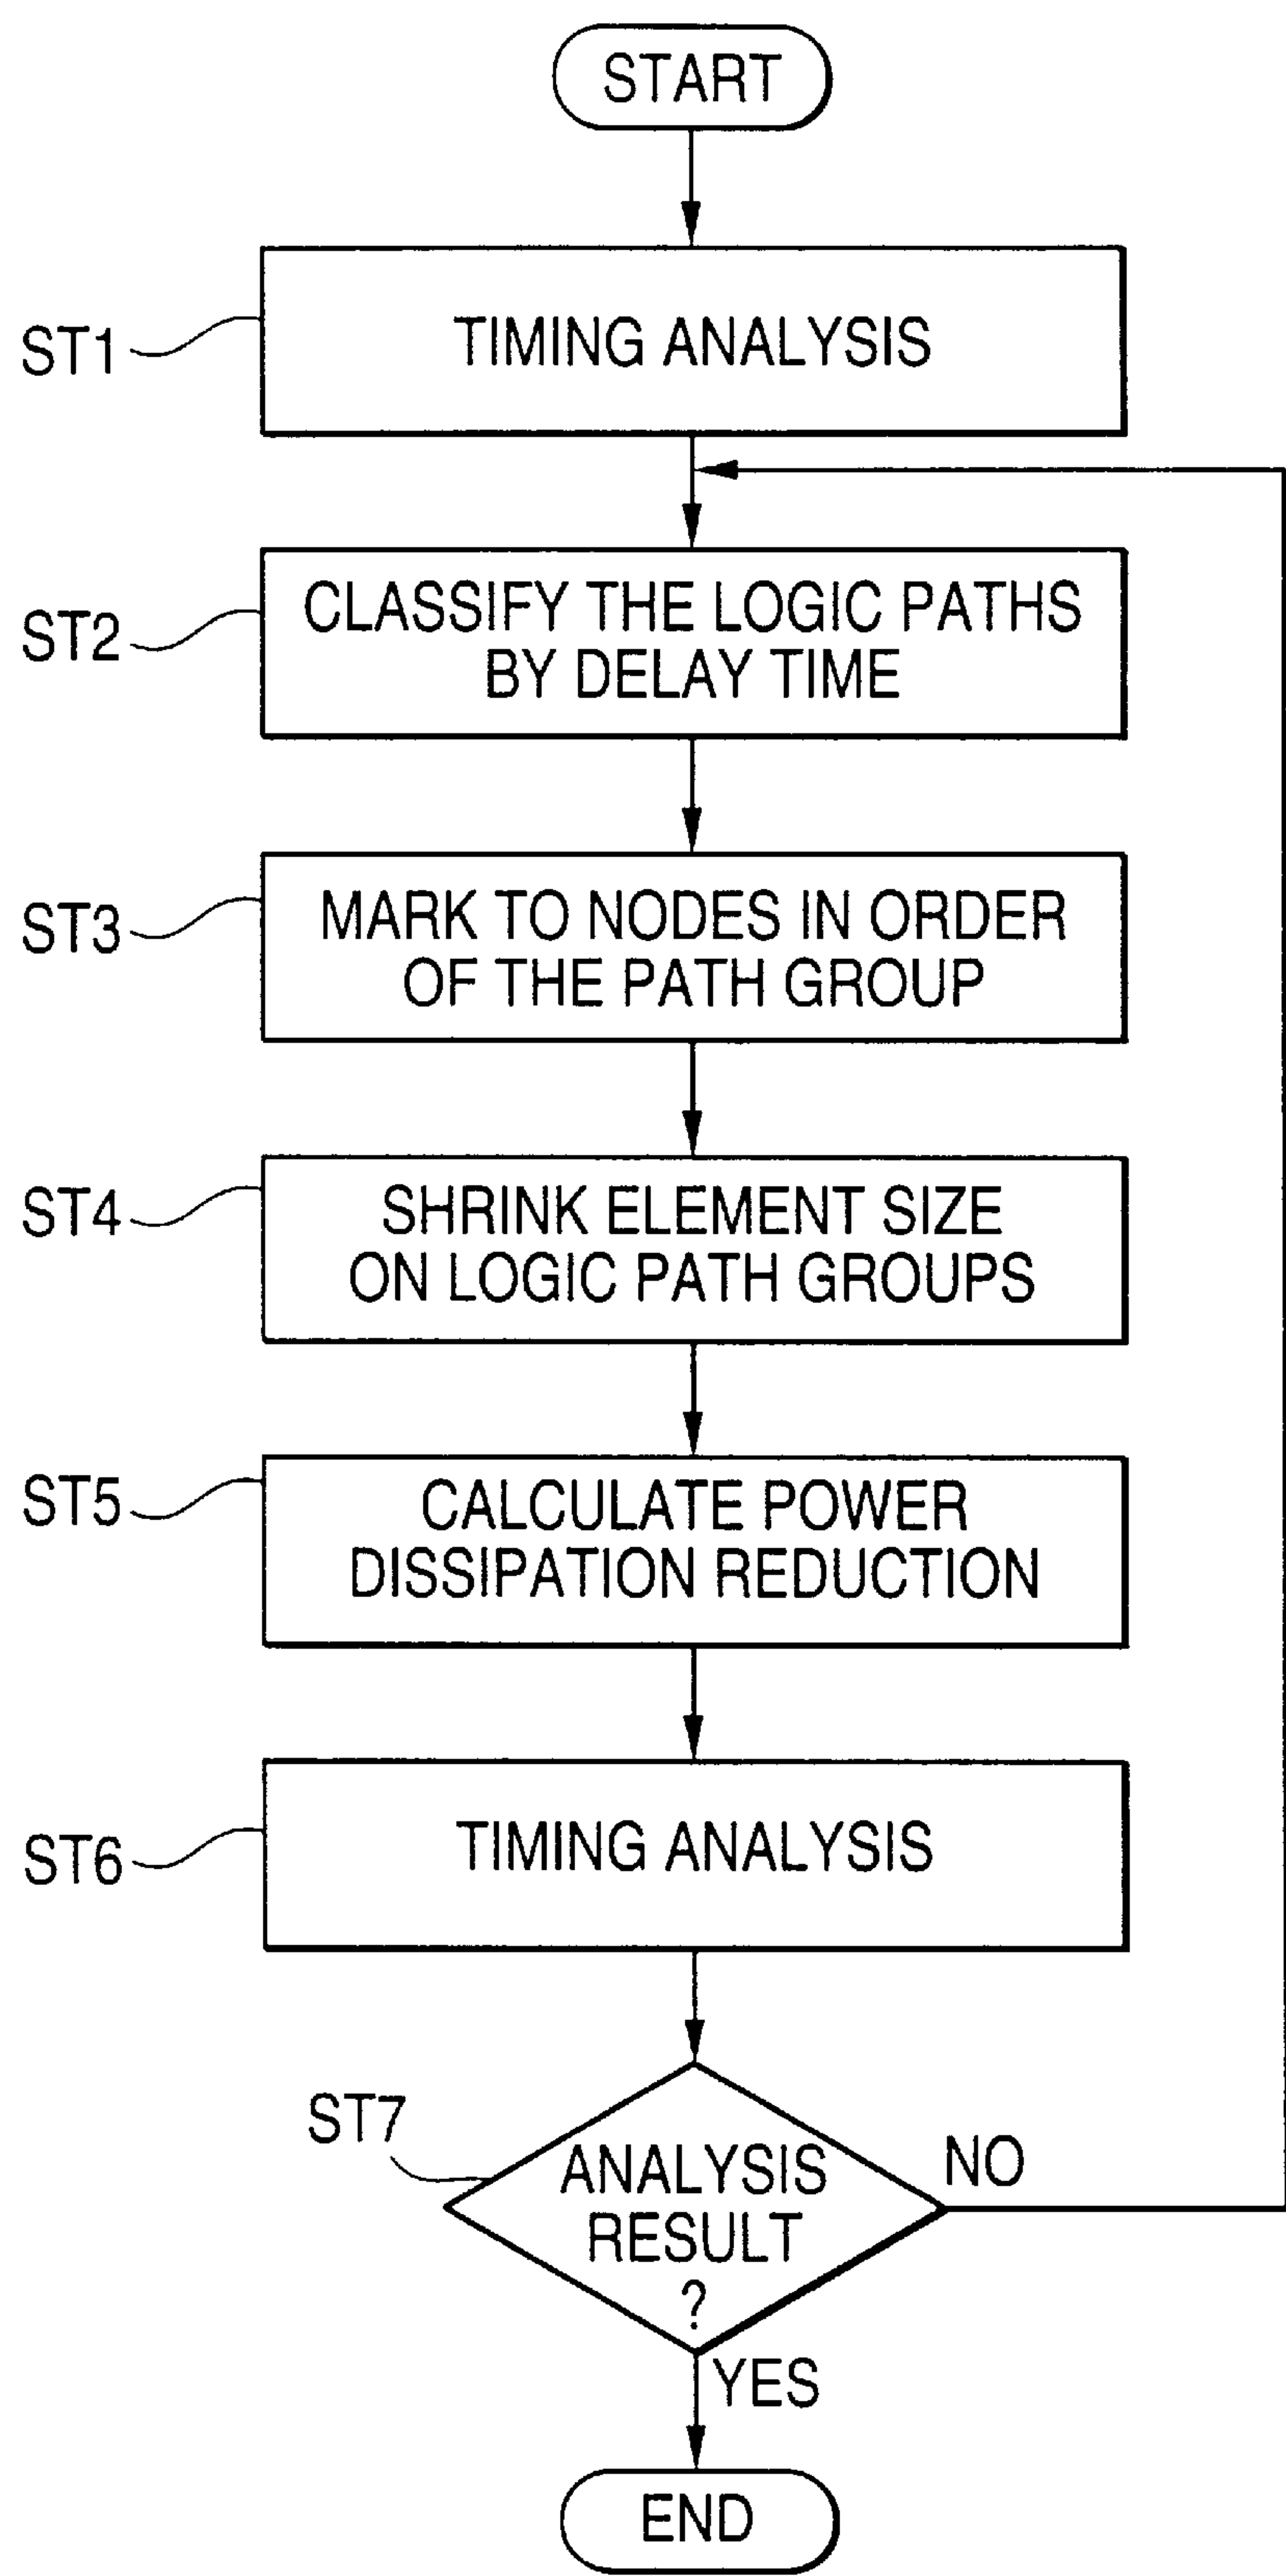 START
ST1
TIMING ANALYSIS
ST2
CLASSIFY THE LOGIC PATHS
BY DELAY TIME
ST3
MARK TO NODES IN ORDER
OF THE PATH GROUP
ST4
SHRINK ELEMENT SIZE
ON LOGIC PATH GROUPS
ST5
CALCULATE POWER
DISSIPATION REDUCTION
ST6
TIMING ANALYSIS
ST7
ANALYSIS
RESULT
?
NO
YES
END